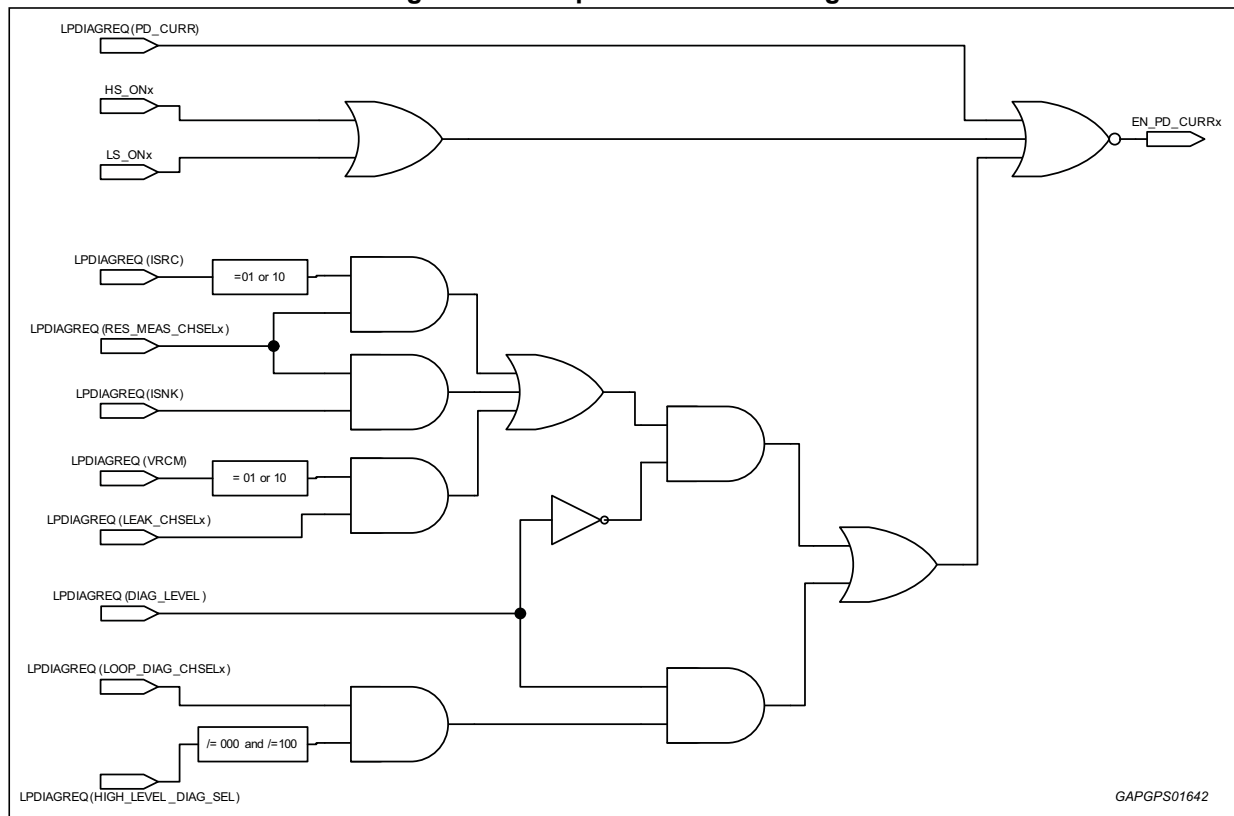 LPDIAGREQ(PD_CURR)
HS_ONx
EN_PD_CURRx
LS_ONx
LPDIAGREQ(ISRC)
=01 or 10
LPDIAGREQ(RES_MEAS_CHSELx)
LPDIAGREQ(ISNK)
LPDIAGREQ(VRCM)
= 01 or 10
LPDIAGREQ(LEAK_CHSELx)
LPDIAGREQ(DIAG_LEVEL)
LPDIAGREQ(LOOP_DIAG_CHSELx)
/= 000 and /=100
LPDIAGREQ(HIGH_LEVEL_DIAG_SEL)
GAPGPS01642